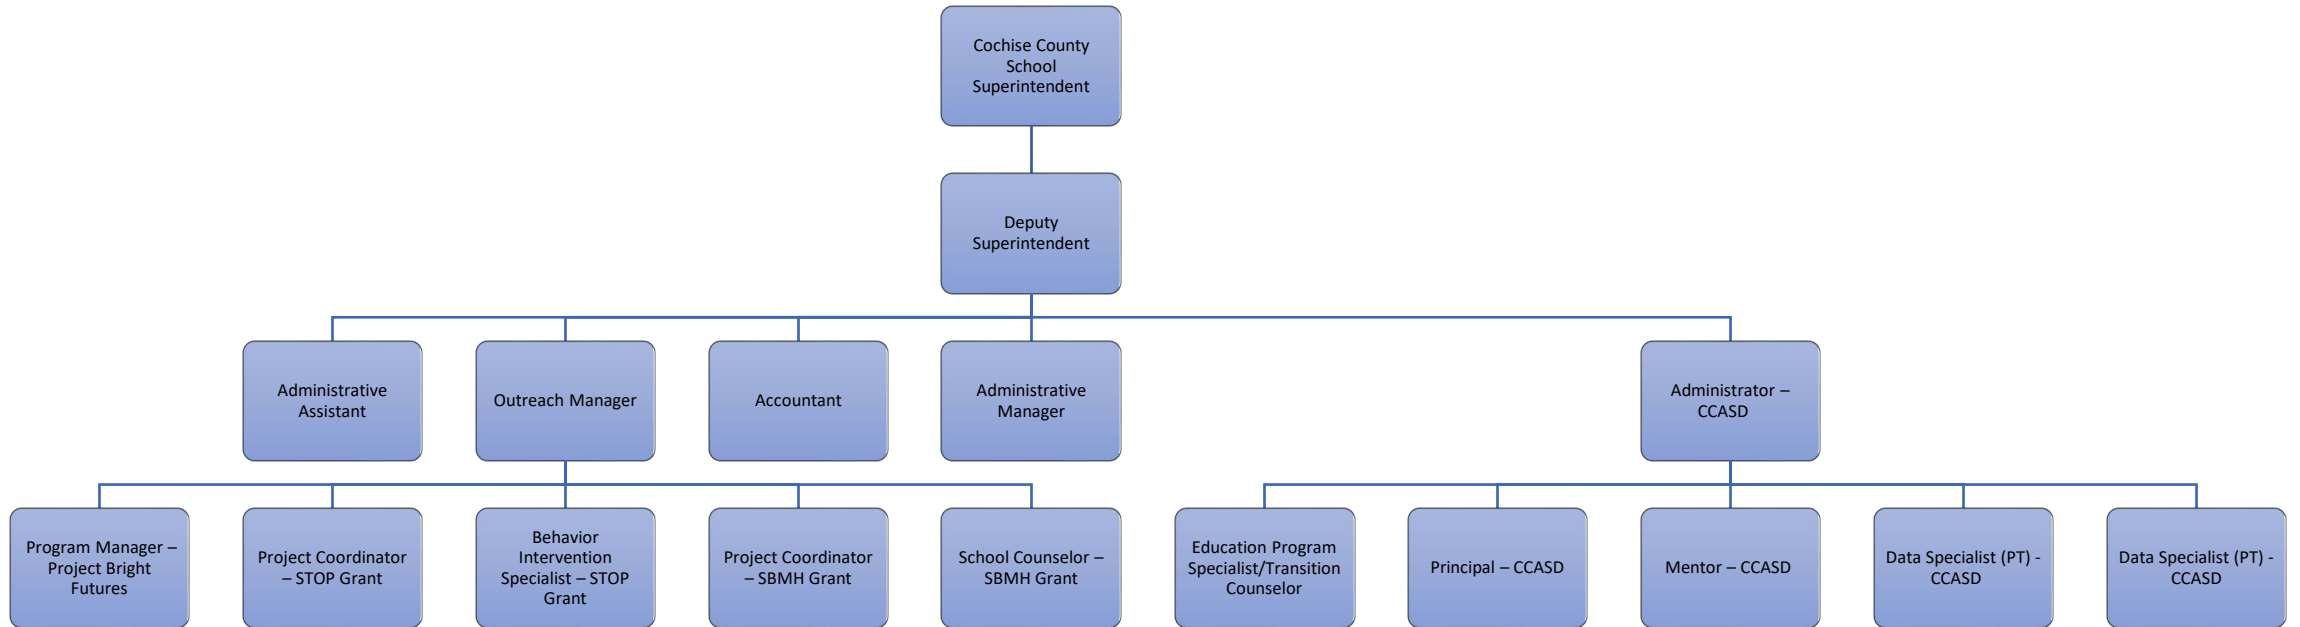 Cochise County
School
Superintendent
Deputy
Superintendent
Administrative
Assistant
Outreach Manager
Accountant
Administrative
Manager
Administrator –
CCASD
Program Manager –
Project Bright
Futures
Project Coordinator
– STOP Grant
Behavior
Intervention
Specialist – STOP
Grant
Project Coordinator
– SBMH Grant
School Counselor –
SBMH Grant
Education Program
Specialist/Transition
Counselor
Principal – CCASD
Mentor – CCASD
Data Specialist (PT) -
CCASD
Data Specialist (PT) -
CCASD